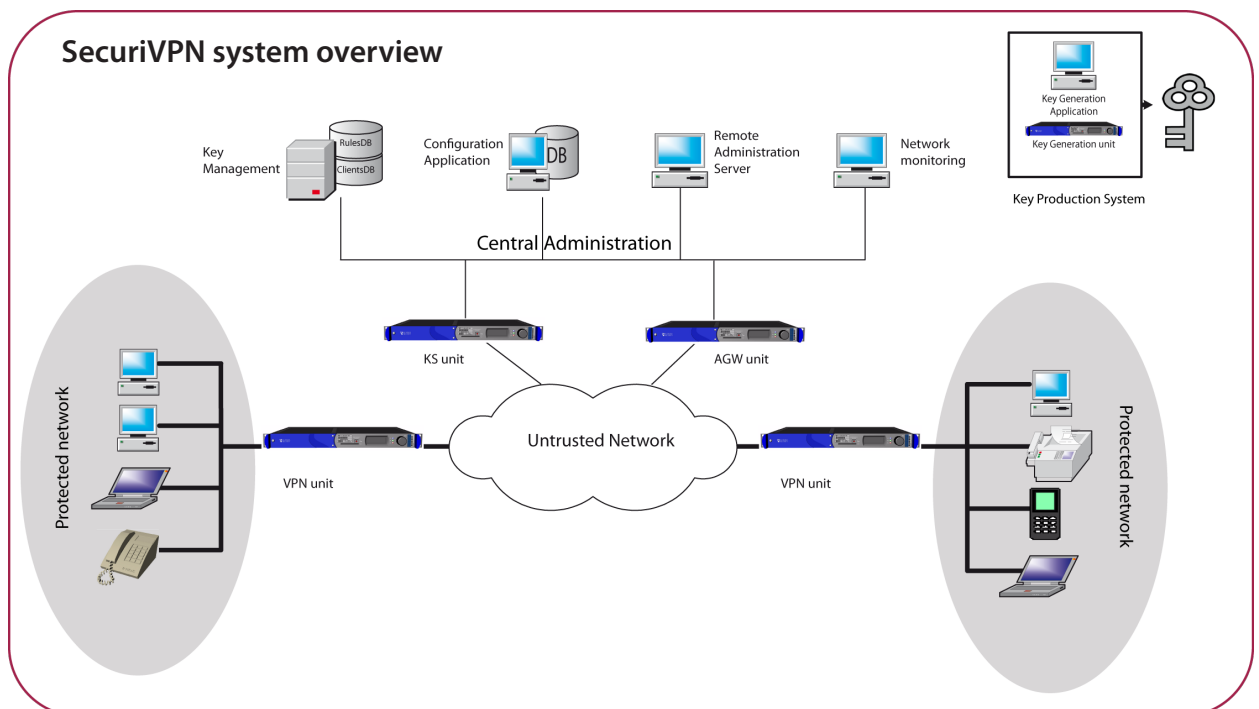 SecuriVPN system overview
Key Generation
Application
Key Generation unit
Key Production System
Key
Management
RulesDB
ClientsDB
Configuration
Application
DB
Remote
Administration
Server
Network
monitoring
Central Administration
KS unit
AGW unit
Protected network
VPN unit
Untrusted Network
VPN unit
Protected network